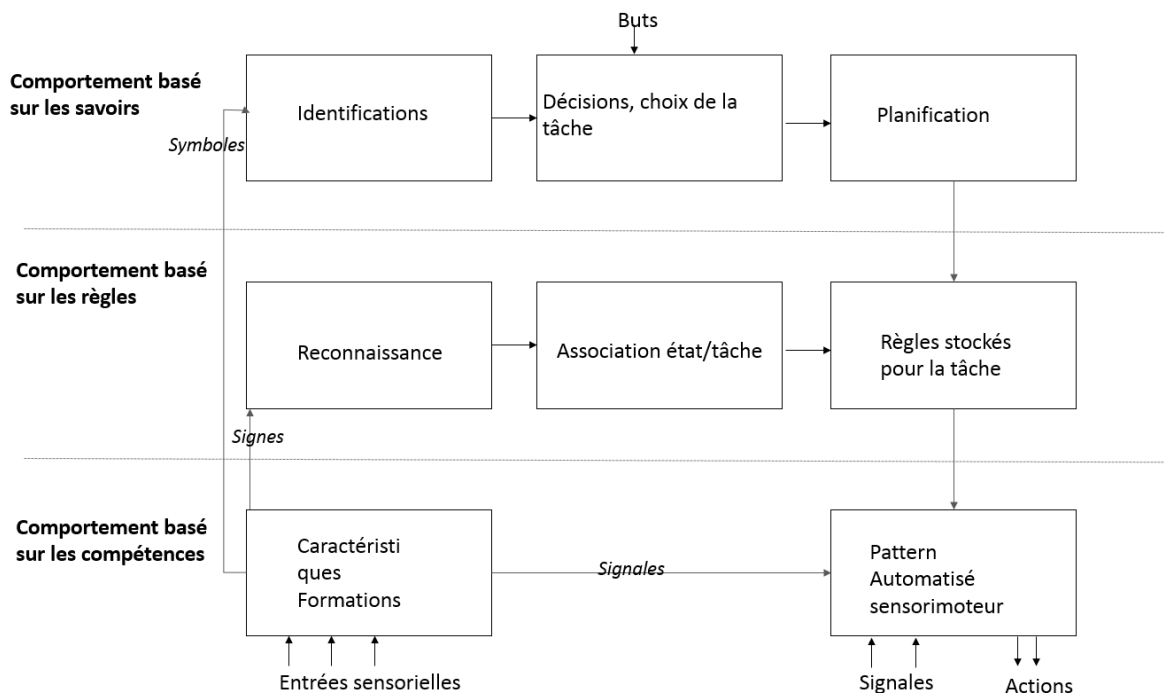 Buts
Comportement basé
sur les savoirs
Identifications
Décisions, choix de la
tâche
Planification
Symboles
Comportement basé
sur les règles
Reconnaissance
Association état/tâche
Règles stockés
pour la tâche
Signes
Comportement basé
sur les compétences
Caractéristi
ques
Formations
Signales
Pattern
Automatisé
sensorimoteur
Entrées sensorielles
Signales
Actions